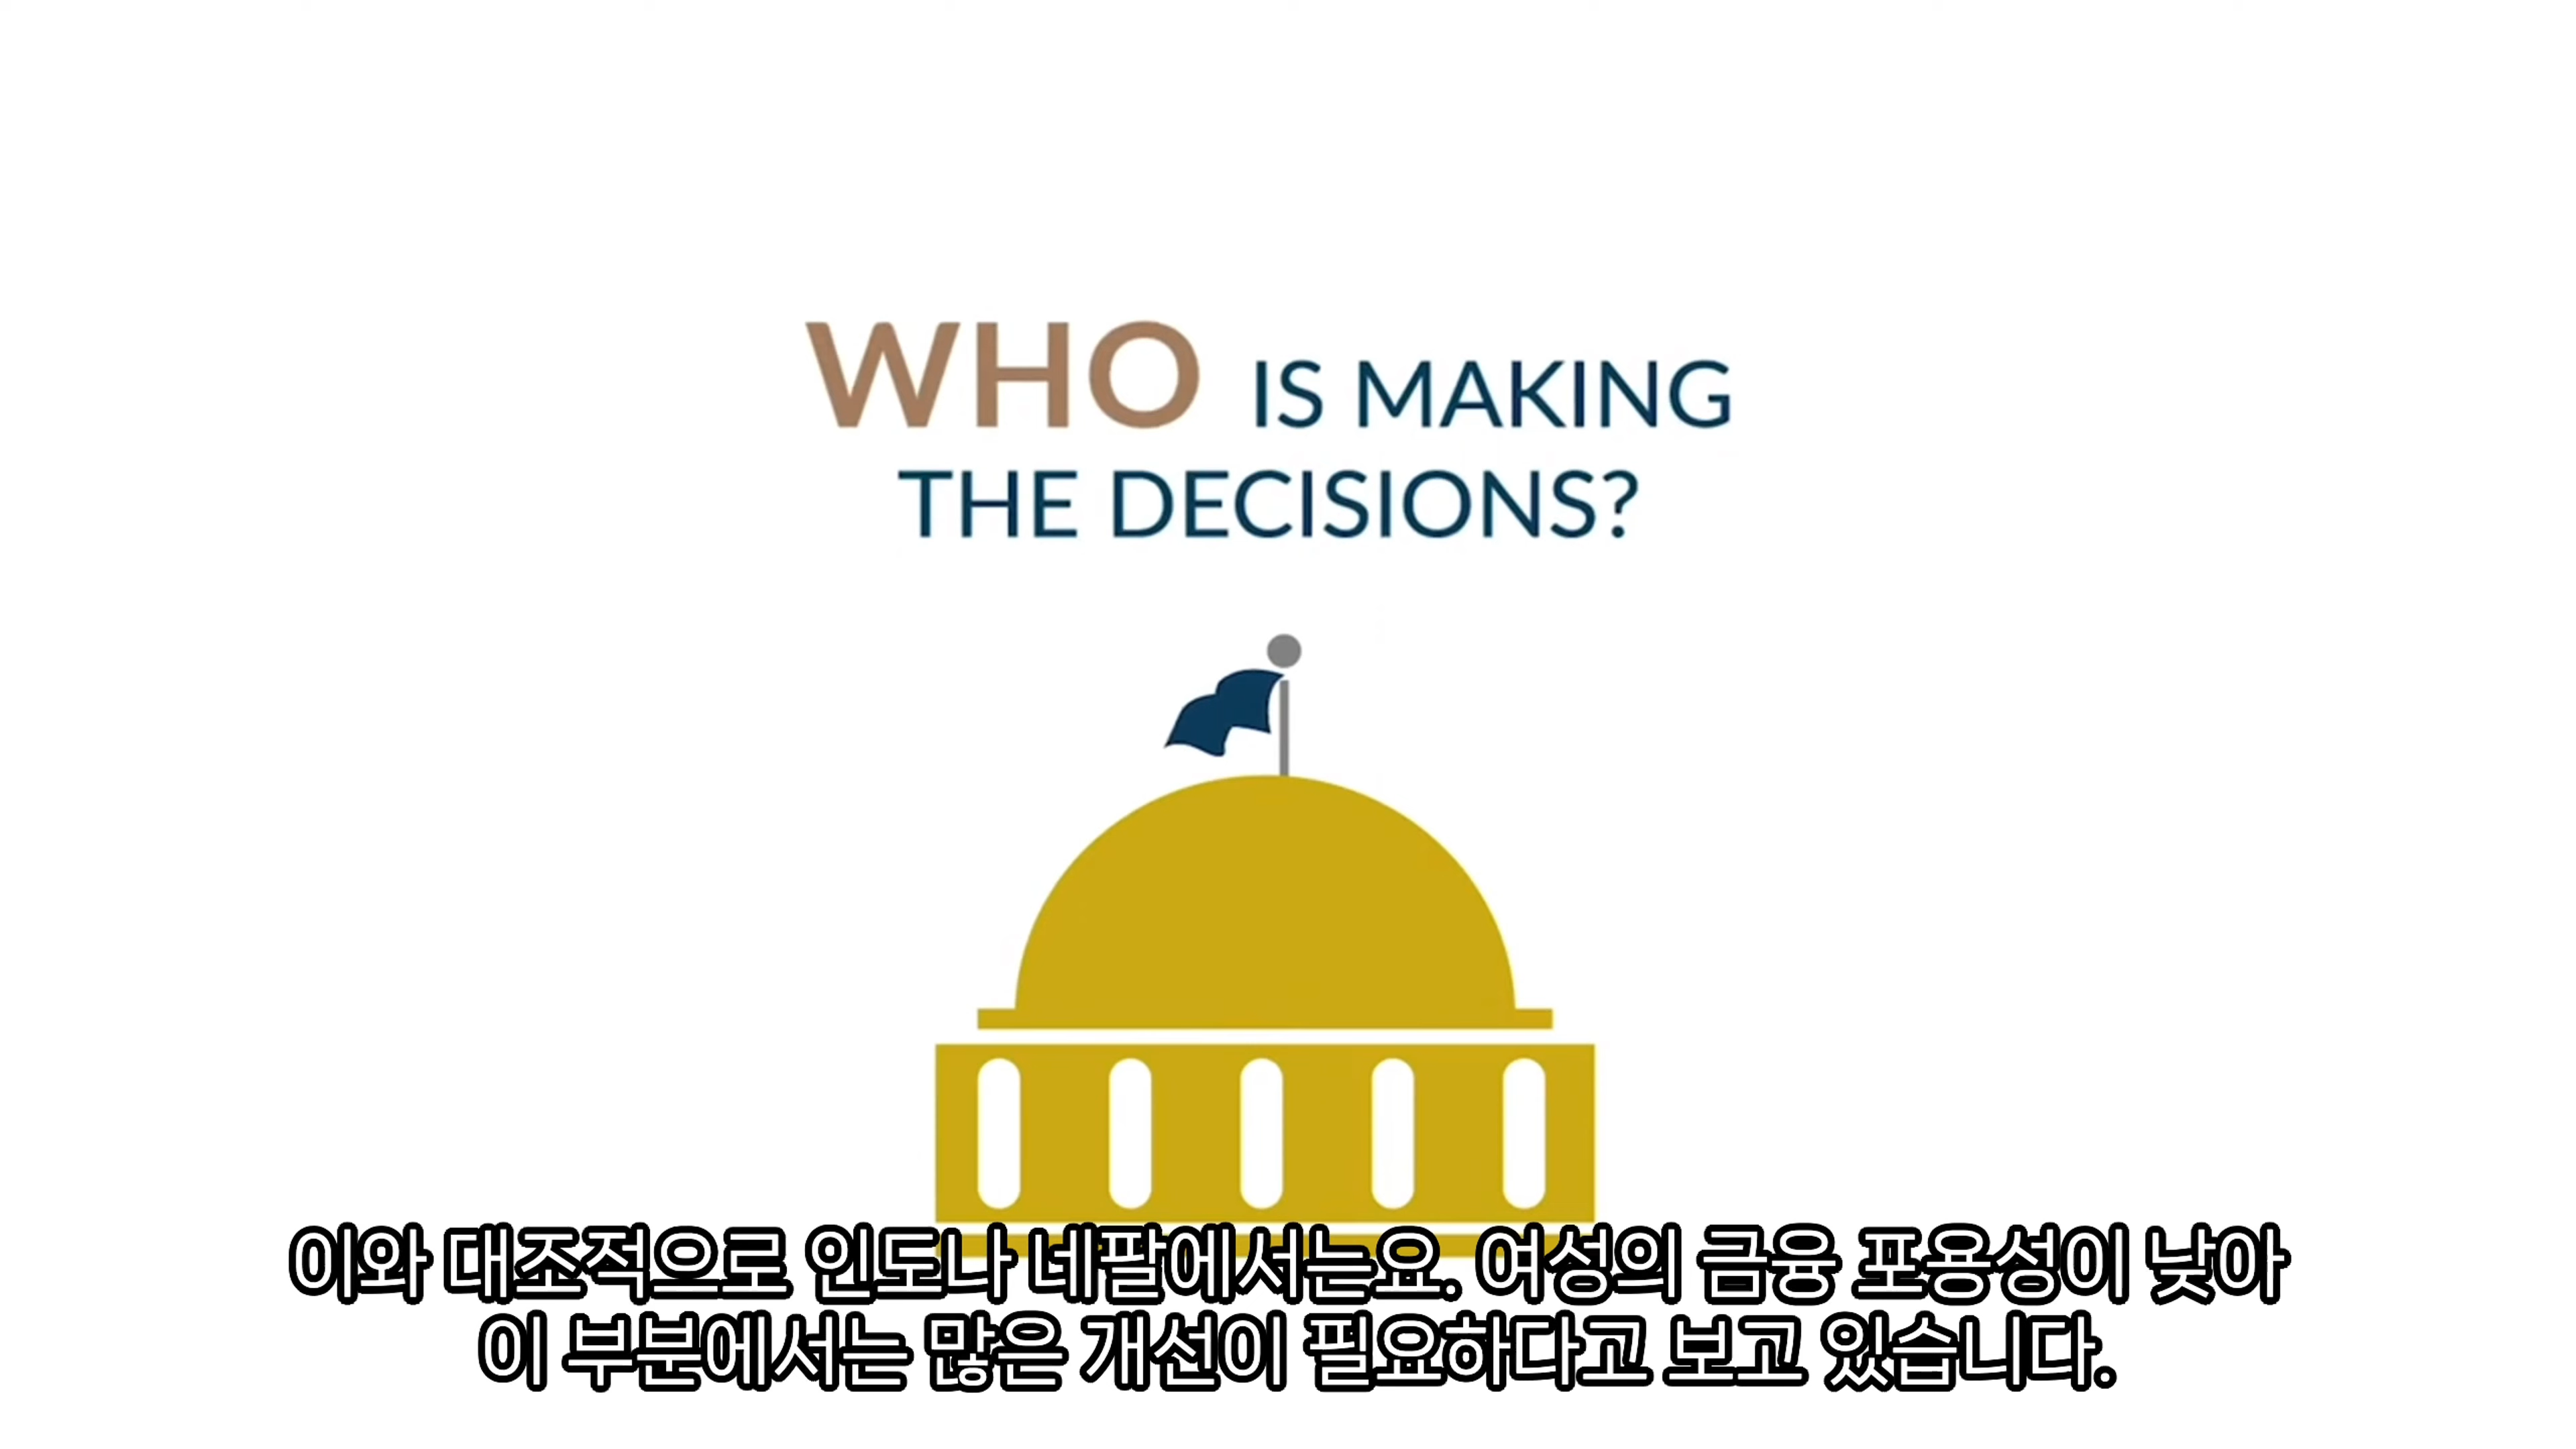 WHO IS MAKING
THE DECISIONS?
이와 대조적으로 인도나 네팔에서는요. 여성의 금융 포용성이 낮아
이 부분에서는 많은 개선이 필요하다고 보고 있습니다.